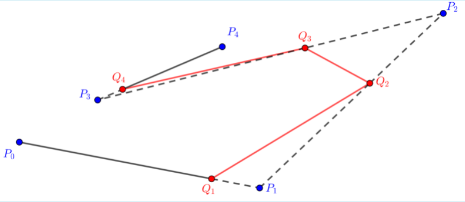 P₂
P₄
Q₃
Q₄
P₃
Q₂
P₀
Q₁
P₁